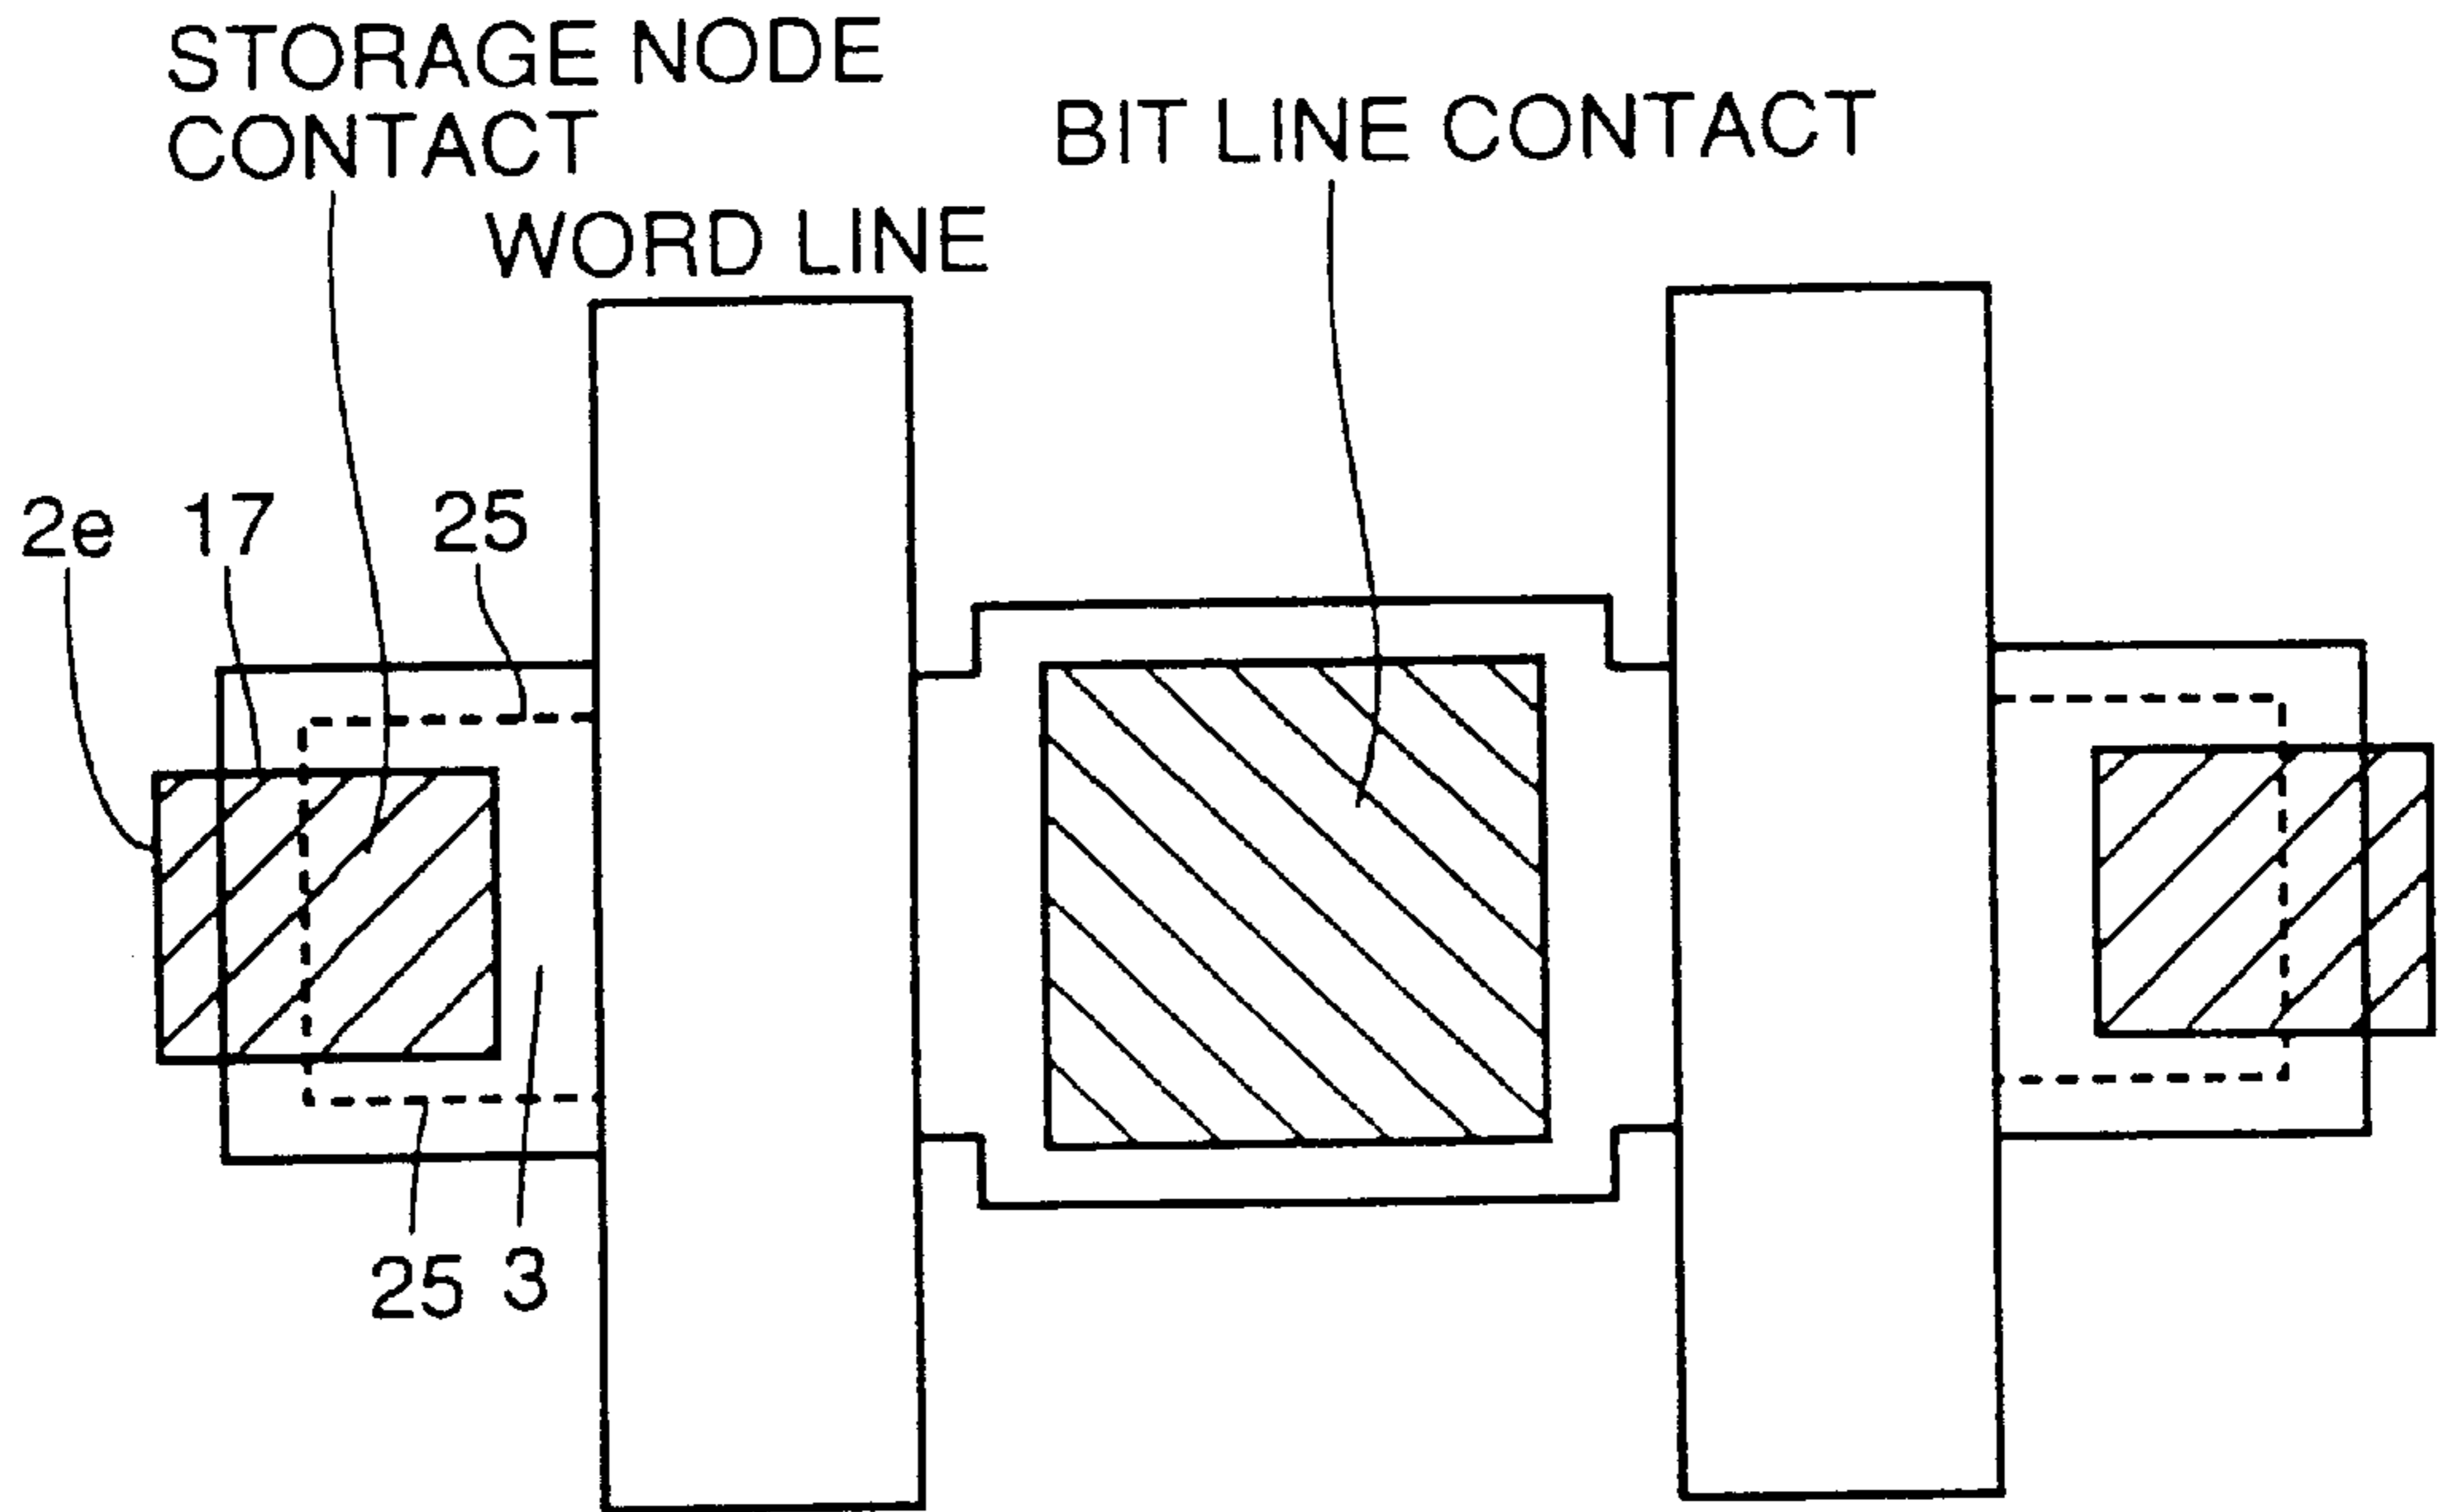 STORAGE NODE
CONTACT
BIT LINE CONTACT
WORD LINE
2e 17 25
25 3